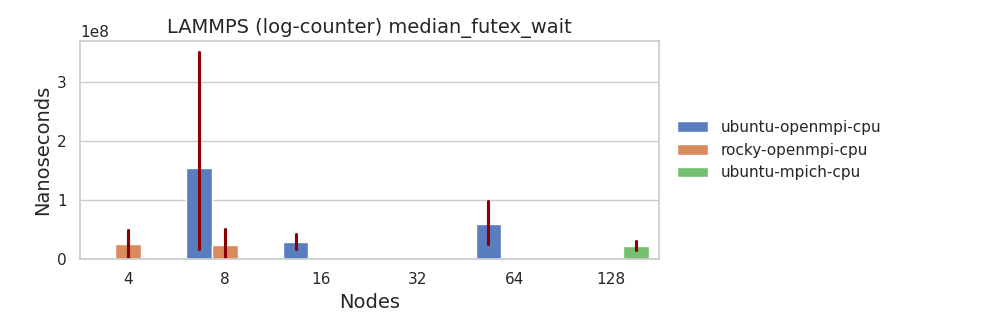 LAMMPS (log-counter) median_futex_wait
1e8
3
2
1
0
Nanoseconds
4 8 16 32 64 128
Nodes
ubuntu-openmpi-cpu
rocky-openmpi-cpu
ubuntu-mpich-cpu